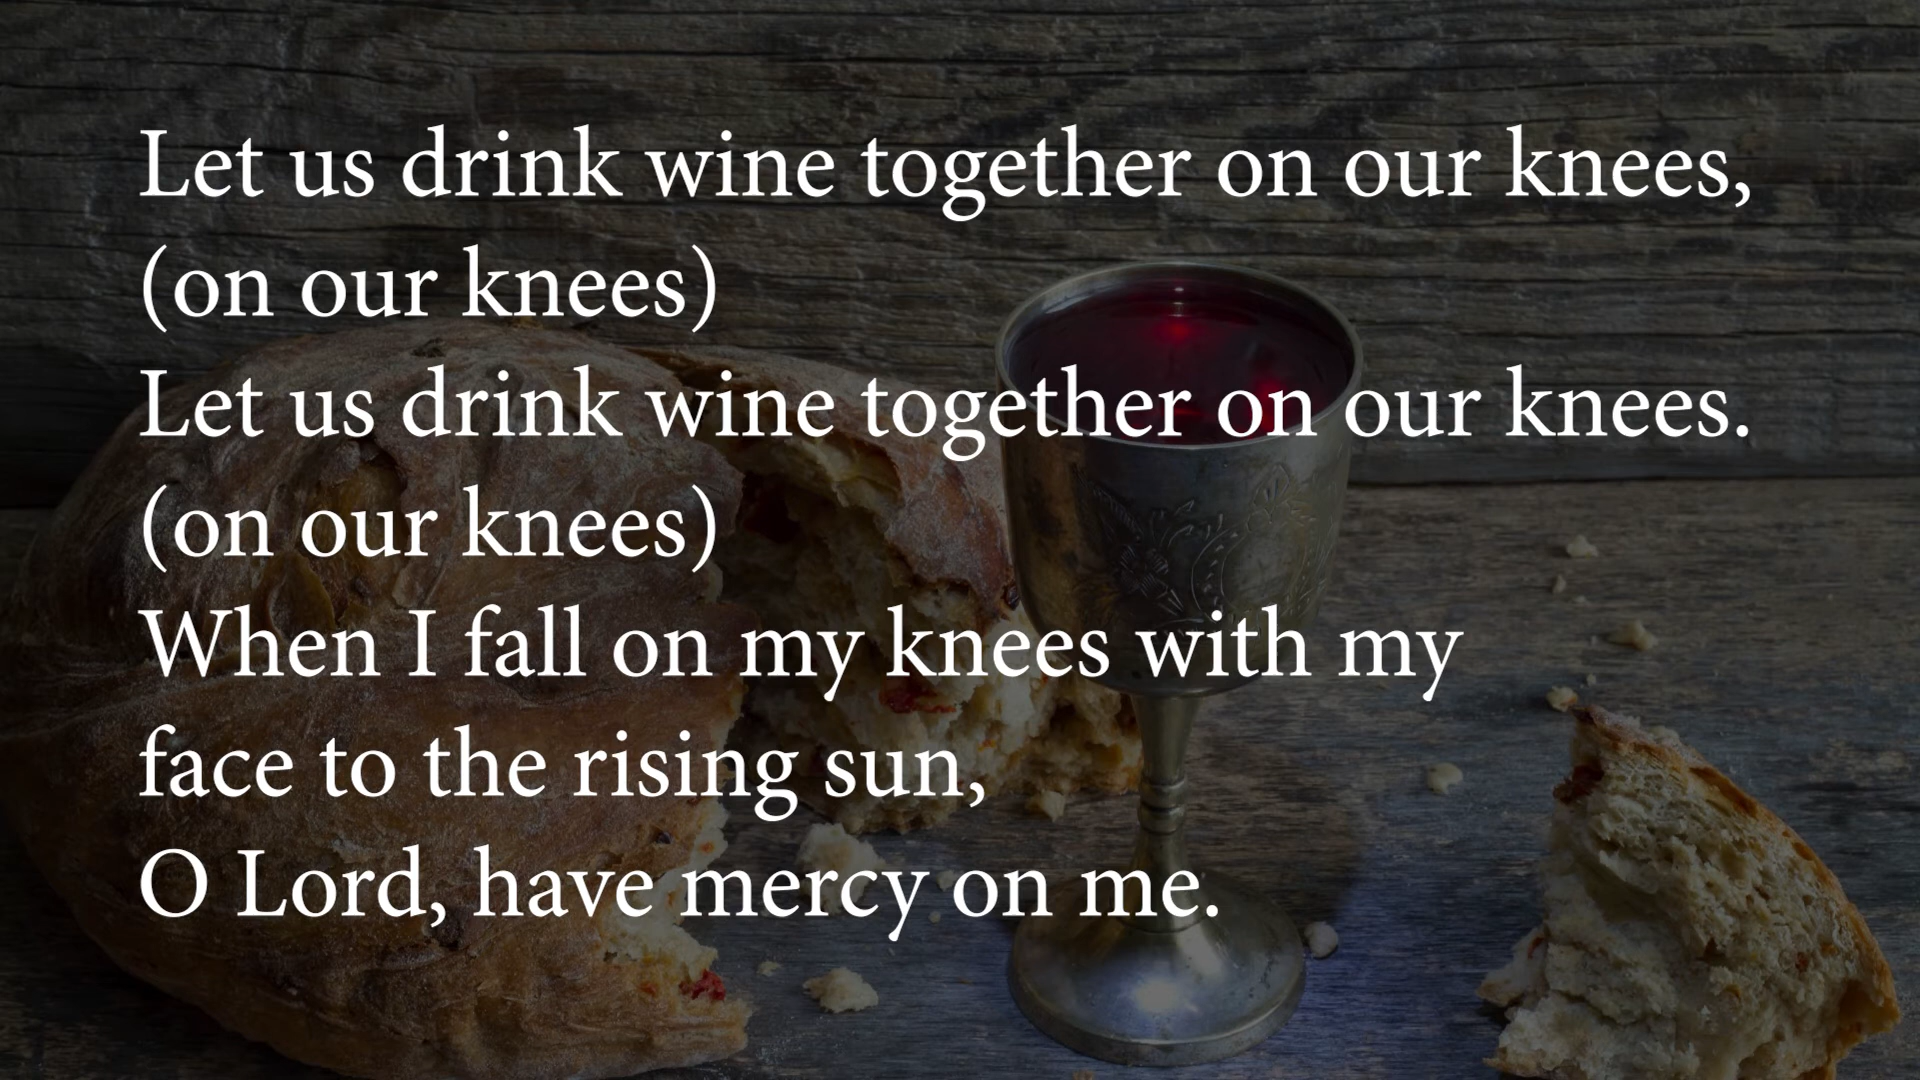 Let us drink wine together on our knees,
(on our knees)
Let us drink wine together on our knees.
(on our knees)
When I fall on my knees with my
face to the rising sun,
O Lord, have mercy on me.